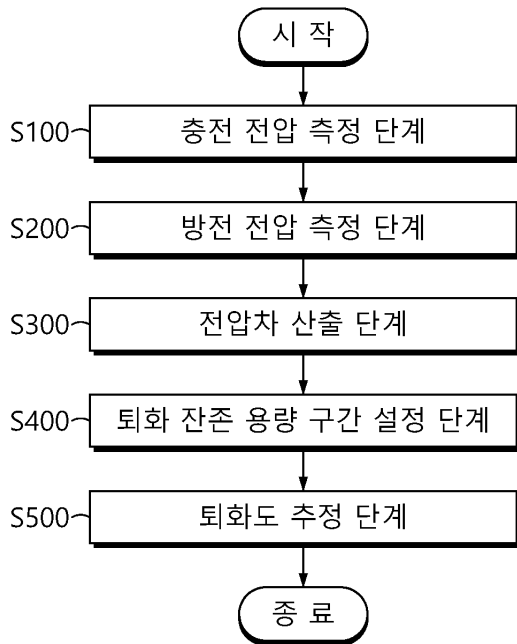 시 작
S100 충전 전압 측정 단계
S200 방전 전압 측정 단계
S300 전압차 산출 단계
S400 퇴화 잔존 용량 구간 설정 단계
S500 퇴화도 추정 단계
종 료